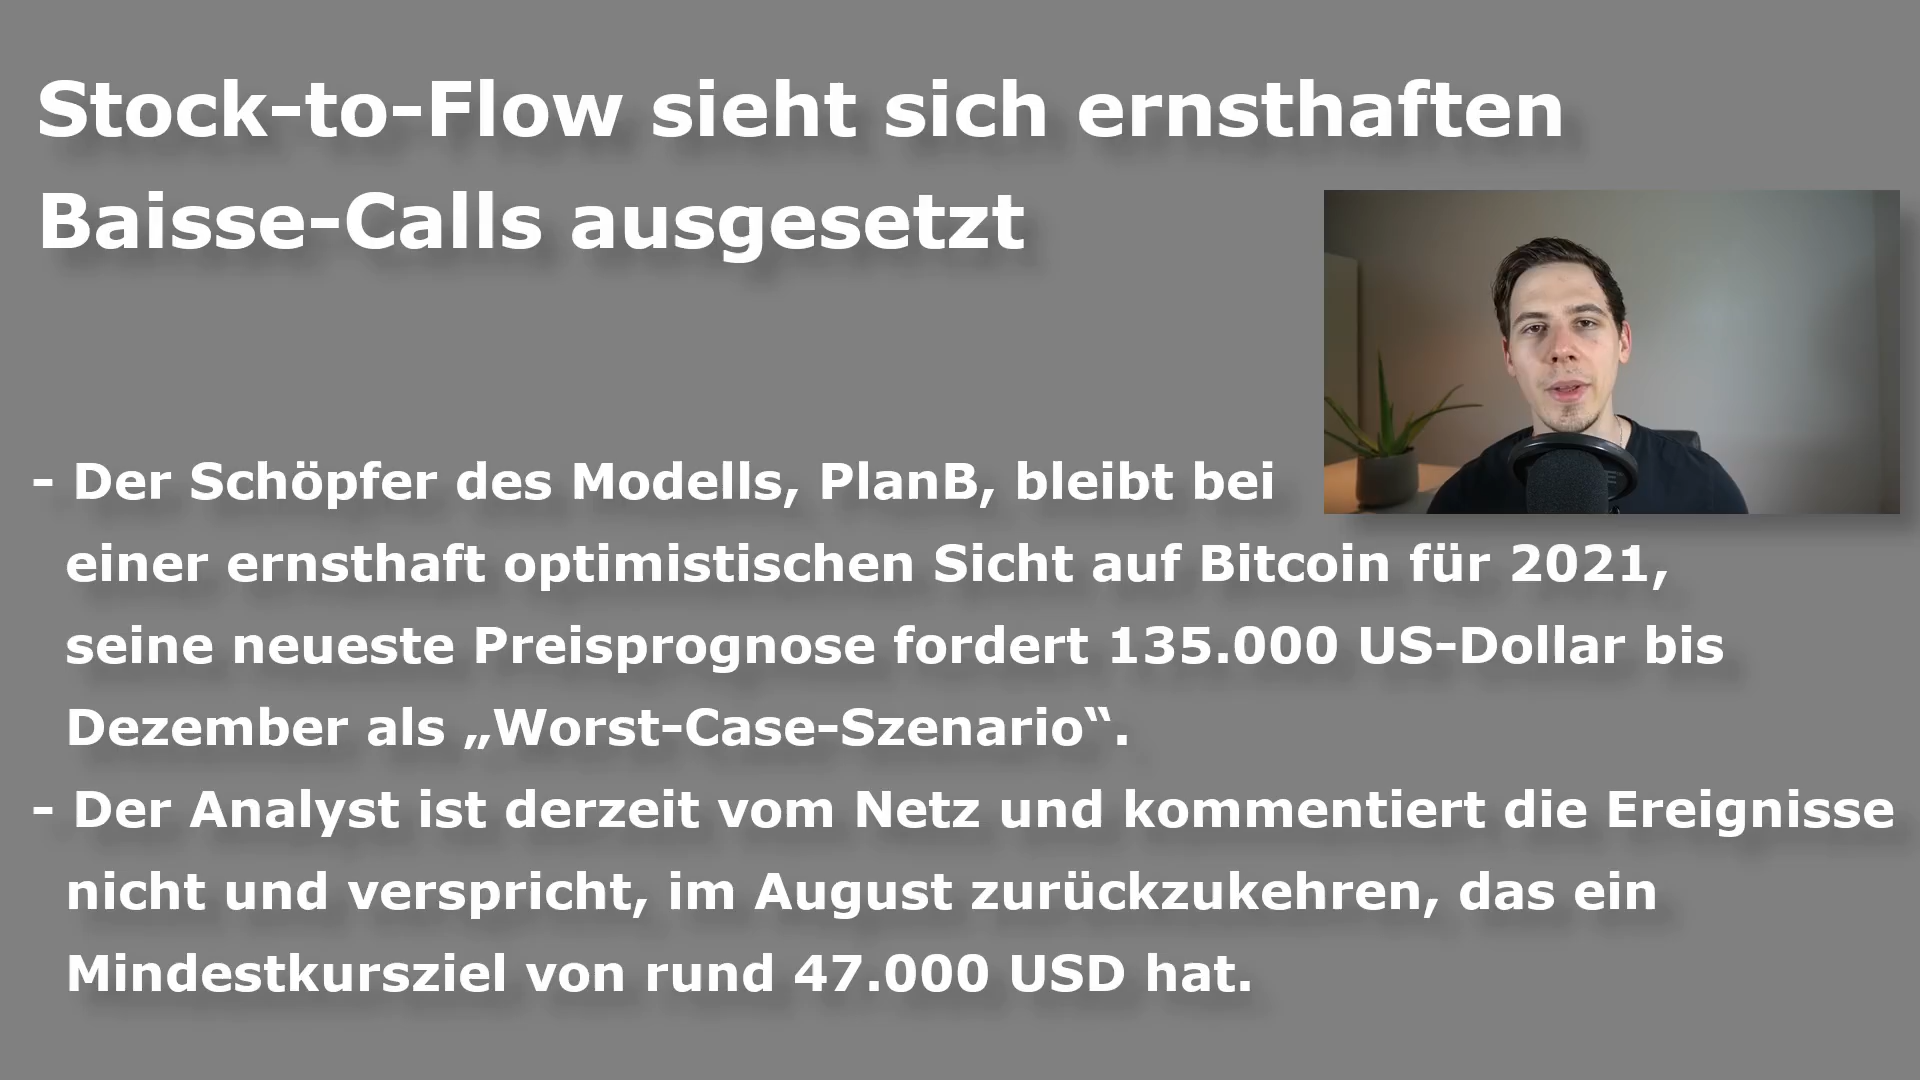 Stock-to-Flow sieht sich ernsthaften
Baisse-Calls ausgesetzt
- Der Schöpfer des Modells, PlanB, bleibt bei
einer ernsthaft optimistischen Sicht auf Bitcoin für 2021,
seine neueste Preisprognose fordert 135.000 US-Dollar bis
Dezember als „Worst-Case-Szenario“.
- Der Analyst ist derzeit vom Netz und kommentiert die Ereignisse
nicht und verspricht, im August zurückzukehren, das ein
Mindestkursziel von rund 47.000 USD hat.